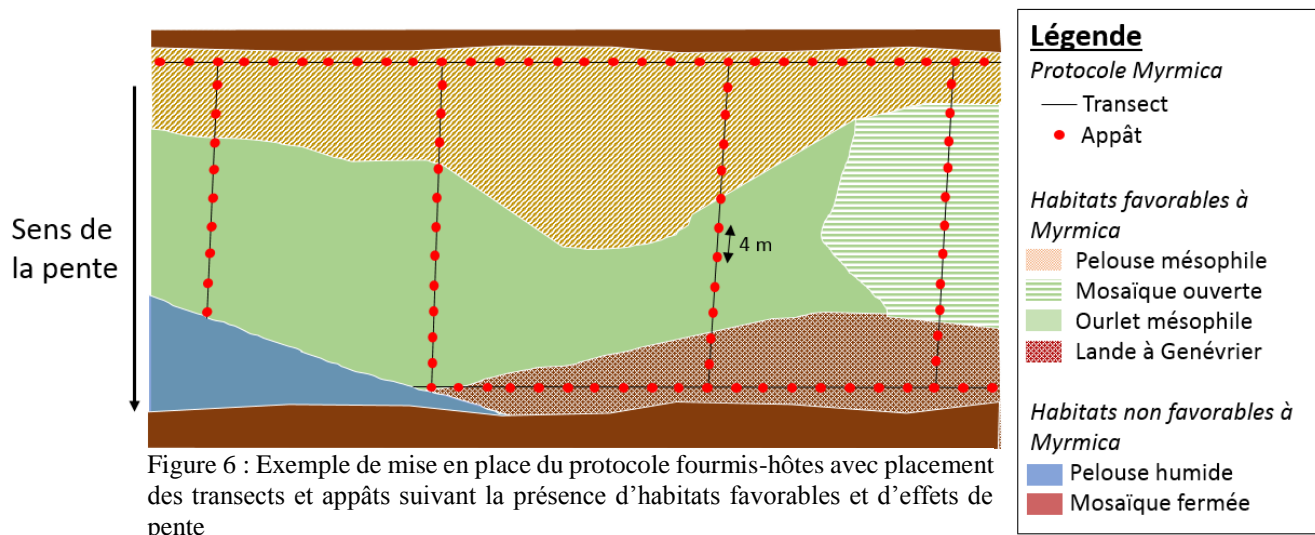 Sens de
la pente
4 m
Figure 6 : Exemple de mise en place du protocole fourmis-hôtes avec placement
des transects et appâts suivant la présence d'habitats favorables et d'effets de
pente
Légende
Protocole Myrmica
Transect
Appât
Habitats favorables à
Myrmica
Pelouse mésophile
Mosaïque ouverte
Ourlet mésophile
Lande à Genévrier
Habitats non favorables à
Myrmica
Pelouse humide
Mosaïque fermée